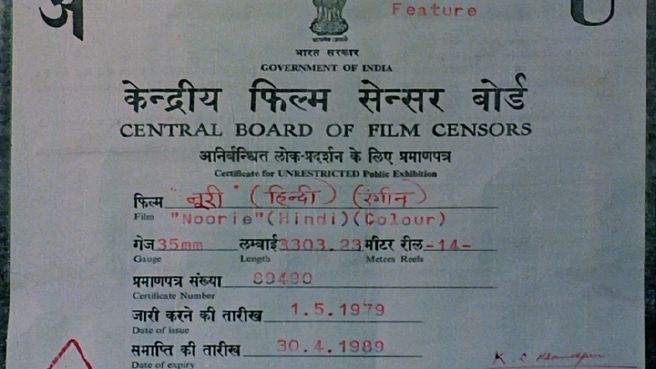 अ Feature U
भारत सरकार
GOVERNMENT OF INDIA
केन्द्रीय फिल्म सेन्सर बोर्ड
CENTRAL BOARD OF FILM CENSORS
अनिर्बन्धित लोक-प्रदर्शन के लिए प्रमाणपत्र
Certificate for UNRESTRICTED Public Exhibition
फिल्म "नूरी" (हिन्दी) (रंगीन)
Film "Noorie"(Hindi)(Colour)
गेज 35mm लम्बाई 3303.23 मीटर रील -14-
Gauge Length Metres Reels
प्रमाणपत्र संख्या 89490
Certificate Number
जारी करने की तारीख 1.5.1979
Date of issue
समाप्ति की तारीख 30.4.1989
Date of expiry